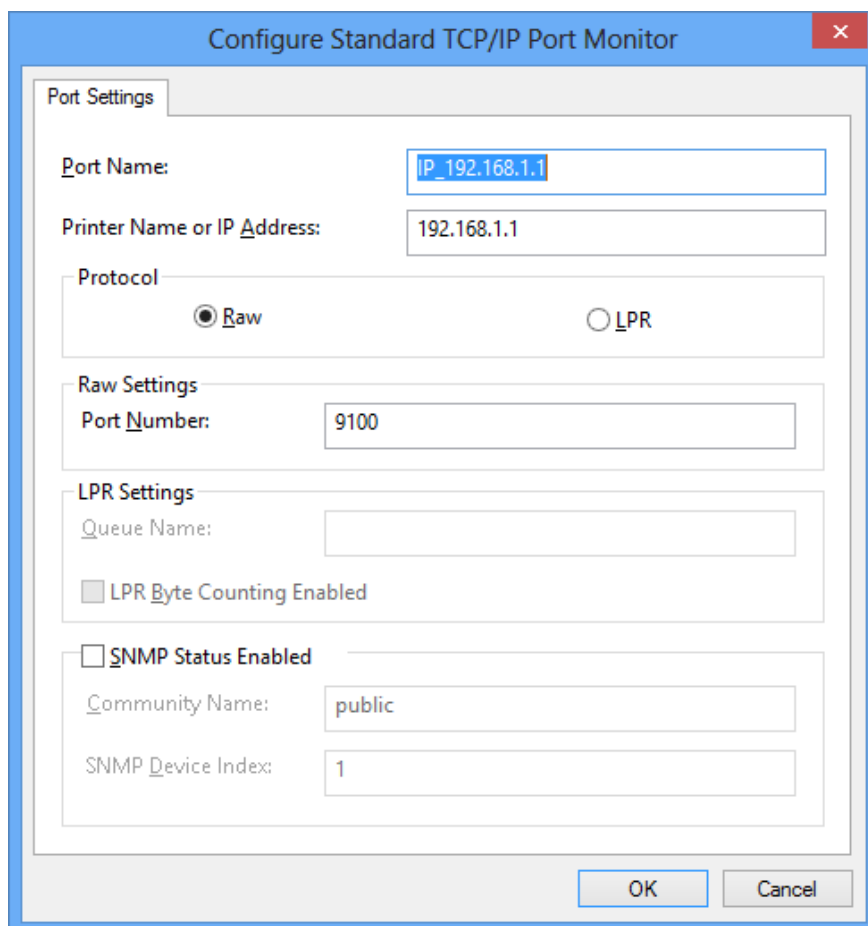 Configure Standard TCP/IP Port Monitor
Port Settings
Port Name: IP_192.168.1.1
Printer Name or IP Address: 192.168.1.1
Protocol
Raw LPR
Raw Settings
Port Number: 9100
LPR Settings
Queue Name:
LPR Byte Counting Enabled
SNMP Status Enabled
Community Name: public
SNMP Device Index: 1
OK Cancel